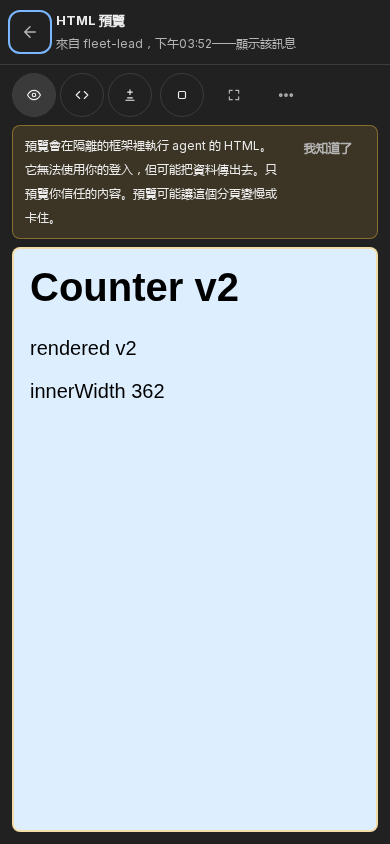 HTML 預覽
來自 fleet-lead，下午03:52——顯示該訊息
預覽會在隔離的框架裡執行 agent 的 HTML。
它無法使用你的登入，但可能把資料傳出去。只
預覽你信任的內容。預覽可能讓這個分頁變慢或
卡住。
我知道了
Counter v2
rendered v2
innerWidth 362